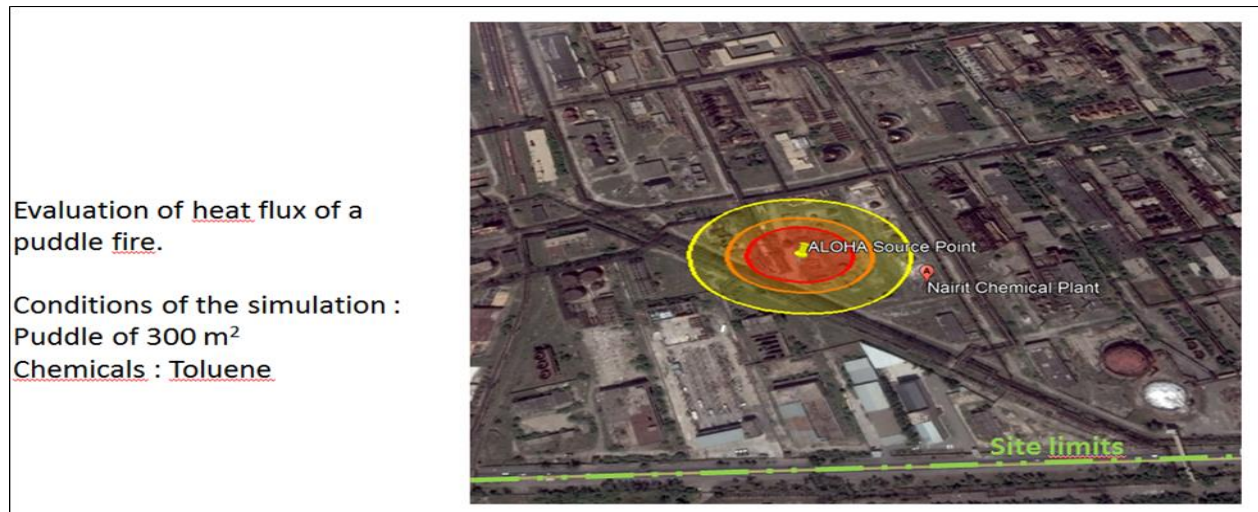 Evaluation of heat flux of a
puddle fire.
Conditions of the simulation :
Puddle of 300 m²
Chemicals : Toluene
ALOHA Source Point
A
Nairit Chemical Plant
Site limits